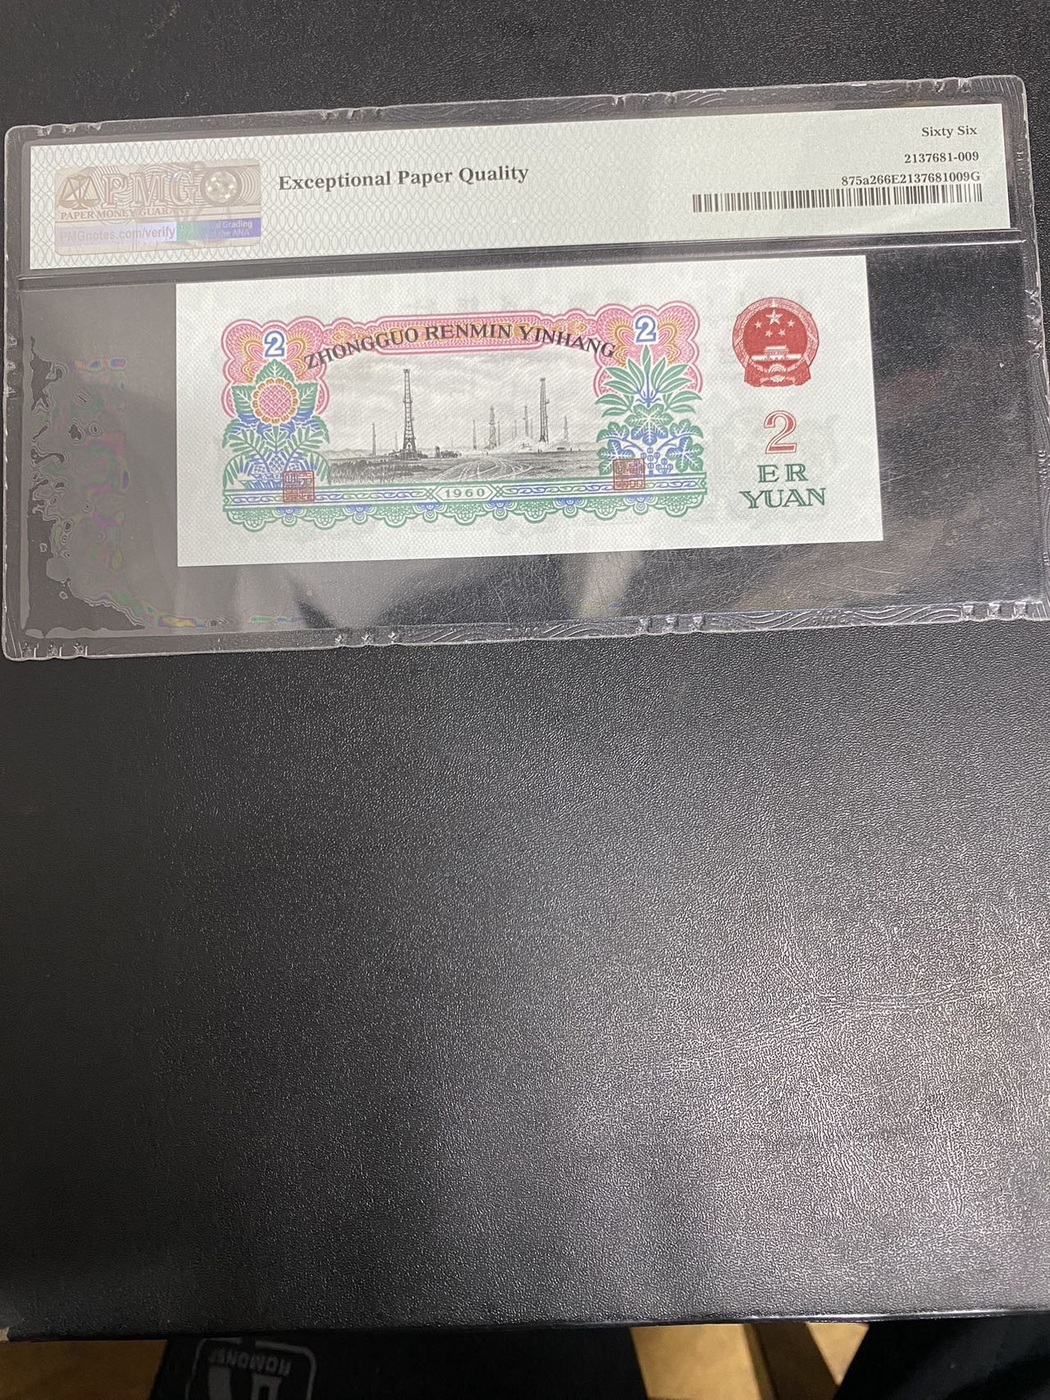 PMG
PAPER MONEY GUAR
PMGnotes.com/verify
Exceptional Paper Quality
Sixty Six
2137681-009
875a266E2137681009G
2
ZHONGGUO RENMIN YINHANG
2
1960
2
ER
YUAN